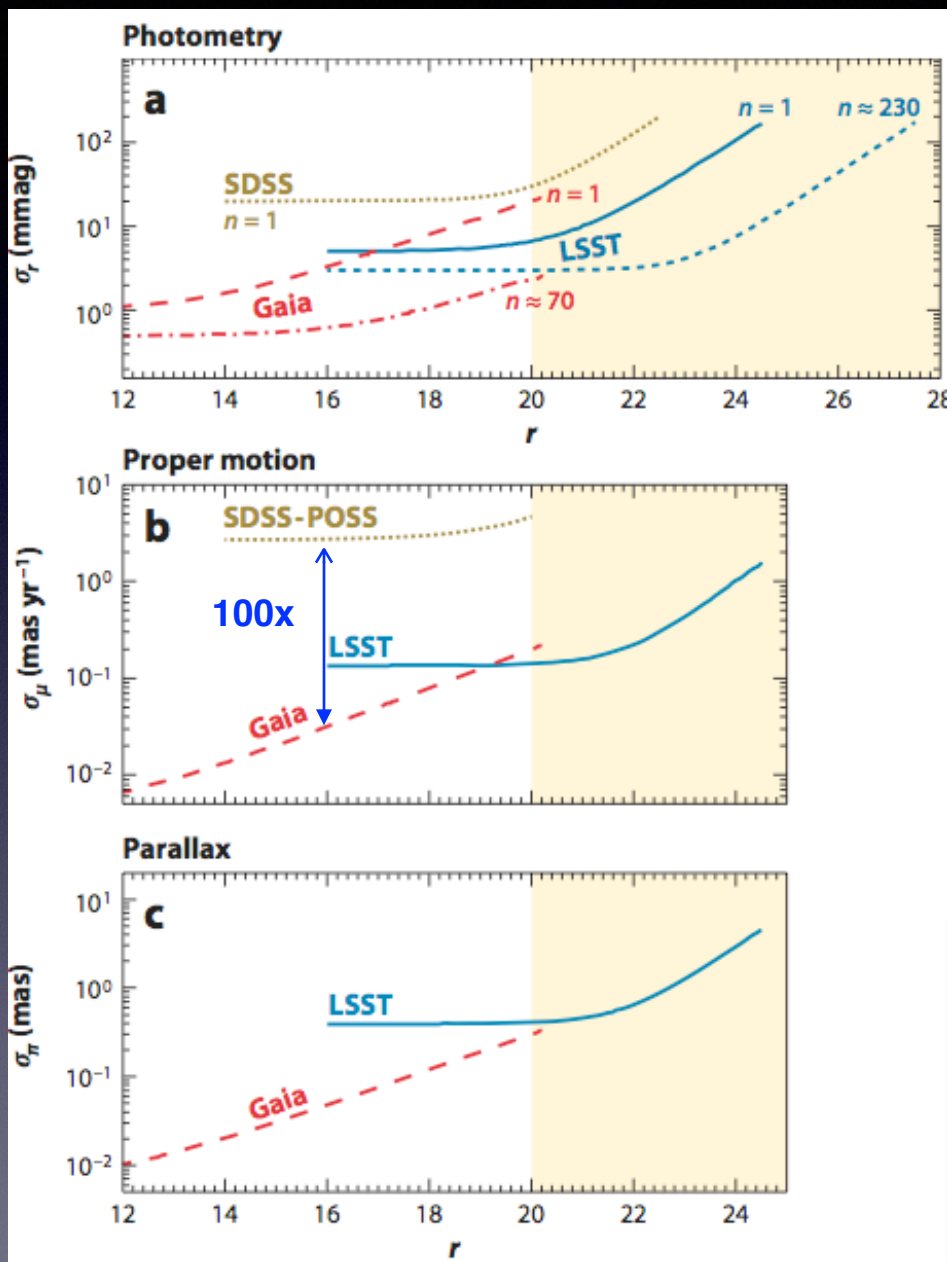 Photometry
a
n = 1
n ≈ 230
10²
SDSS
n = 1
n = 1
10¹
LSST
Gaia
n ≈ 70
10⁰
σr (mmag)
12 14 16 18 20 22 24 26 28
r
Proper motion
10¹
b
SDSS-POSS
10⁰
100x
LSST
10⁻¹
Gaia
10⁻²
σμ (mas yr⁻¹)
Parallax
10¹
c
10⁰
LSST
10⁻¹
Gaia
10⁻²
σπ (mas)
12 14 16 18 20 22 24
r